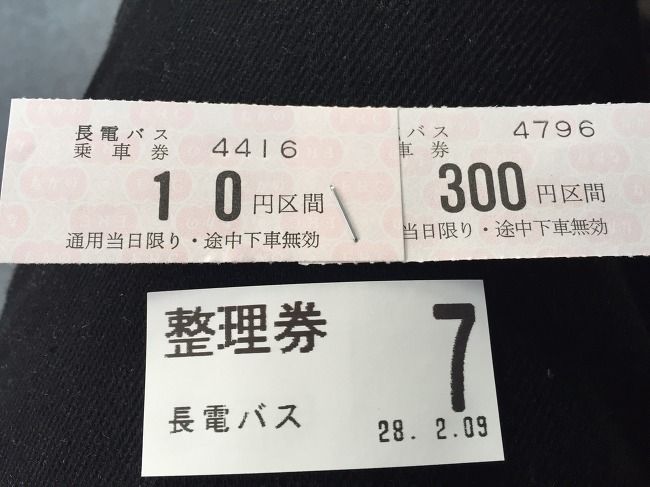 長電バス
乗車券 4416
10円区間
通用当日限り・途中下車無効
バス
車券 4796
300円区間
当日限り・途中下車無効
整理券 7
長電バス 28. 2.09